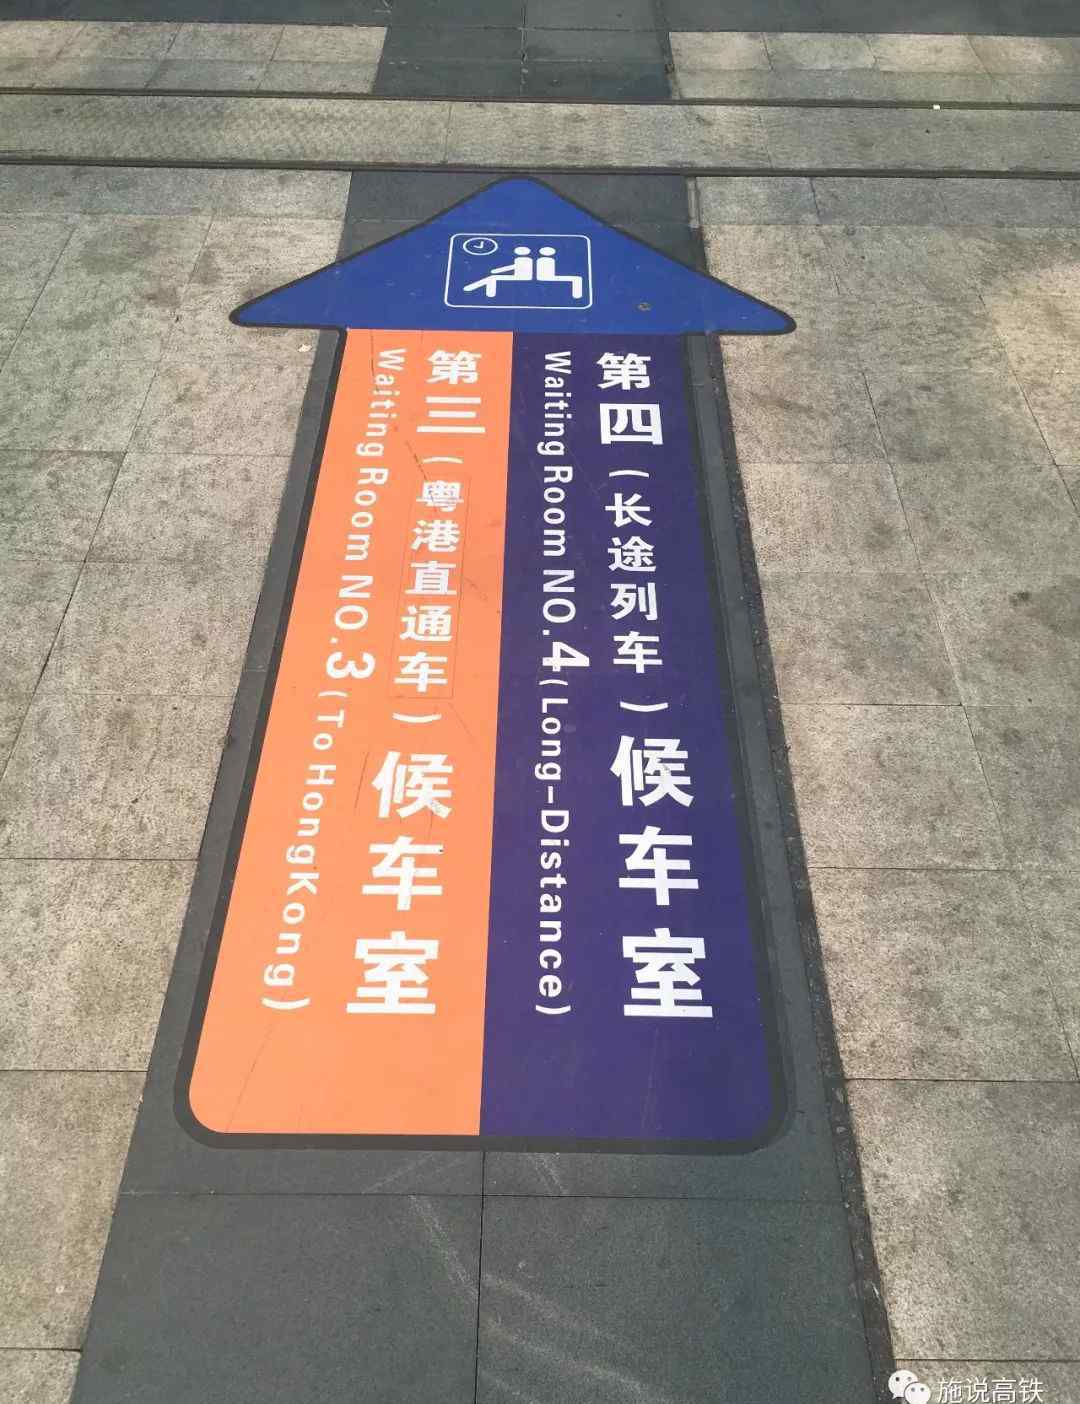 第三（粤港直通车）候车室
Waiting Room NO.3(To HongKong)
第四（长途列车）候车室
Waiting Room NO.4(Long-Distance)
施说高铁